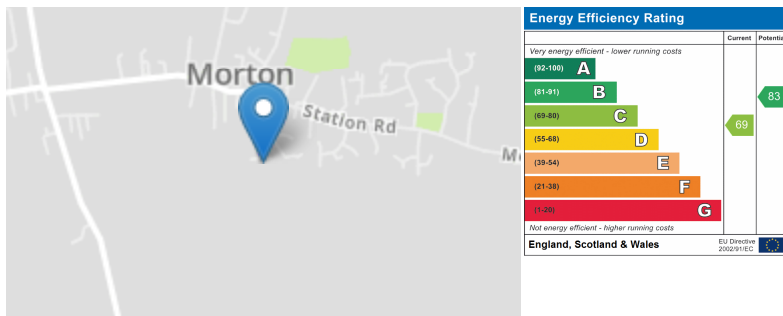 Morton
Station Rd
Energy Efficiency Rating
Current
Very energy efficient - lower running costs
(92-100) A
(81-91) B
83
(69-80) C
69
(55-68) D
(39-54) E
(21-38) F
(1-20) G
Not energy efficient - higher running costs
England, Scotland & Wales
EU Directive
2002/91/EC